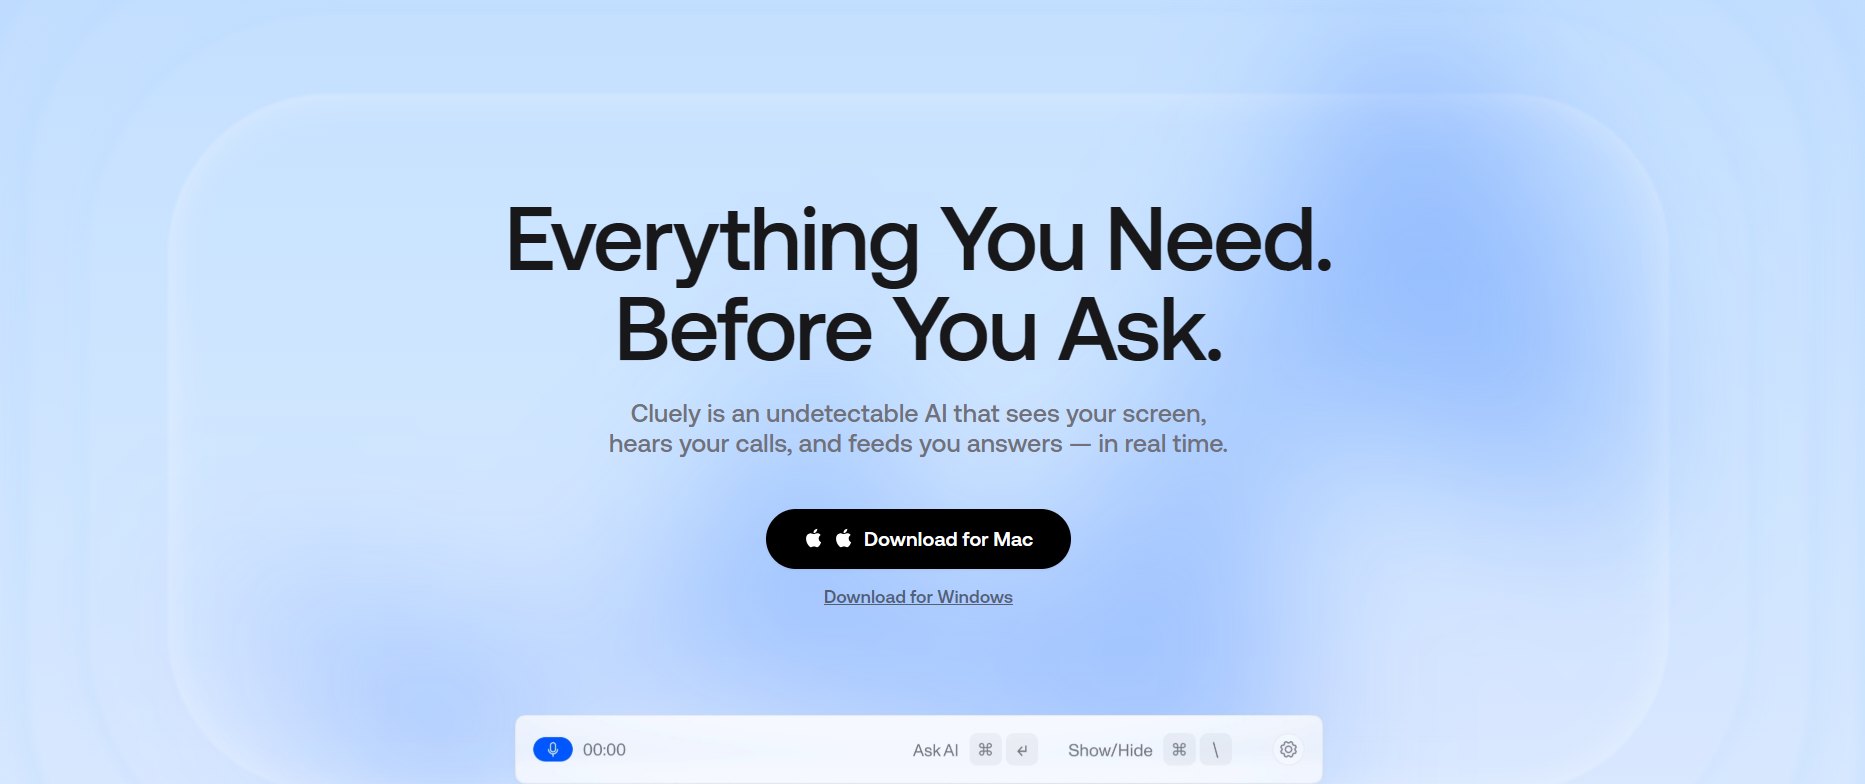 Everything You Need.
Before You Ask.
Cluely is an undetectable AI that sees your screen,
hears your calls, and feeds you answers — in real time.
Download for Mac
Download for Windows
00:00 Ask AI ⌘ ↵ Show/Hide ⌘ \